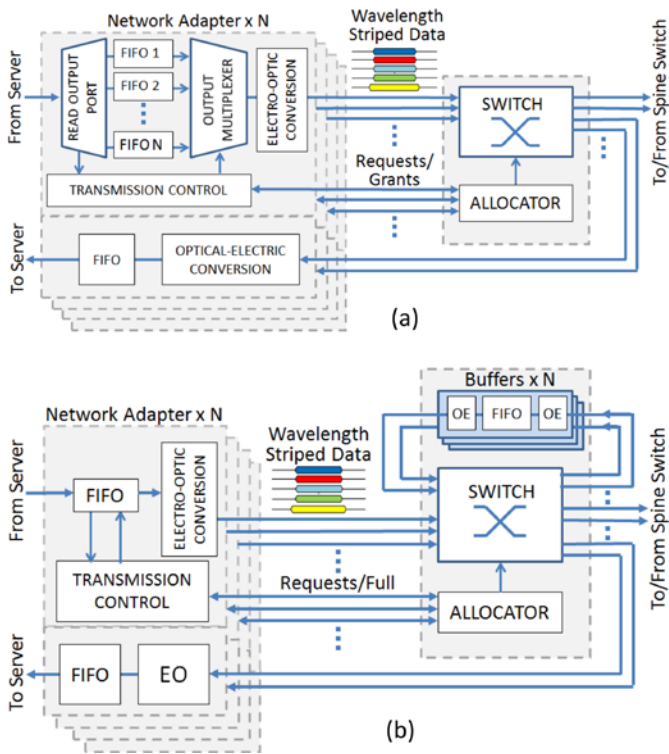 Network Adapter x N
From Server
READ OUTPUT
PORT
FIFO 1
FIFO 2
FIFO N
OUTPUT
MULTIPLEXER
ELECTRO-OPTIC
CONVERSION
TRANSMISSION CONTROL
Wavelength
Striped Data
SWITCH
Requests/
Grants
ALLOCATOR
To/From Spine Switch
To Server
FIFO
OPTICAL-ELECTRIC
CONVERSION
(a)
Buffers x N
OE
FIFO
OE
Network Adapter x N
From Server
FIFO
ELECTRO-OPTIC
CONVERSION
TRANSMISSION
CONTROL
Wavelength
Striped Data
SWITCH
Requests/Full
ALLOCATOR
To/From Spine Switch
To Server
FIFO
EO
(b)